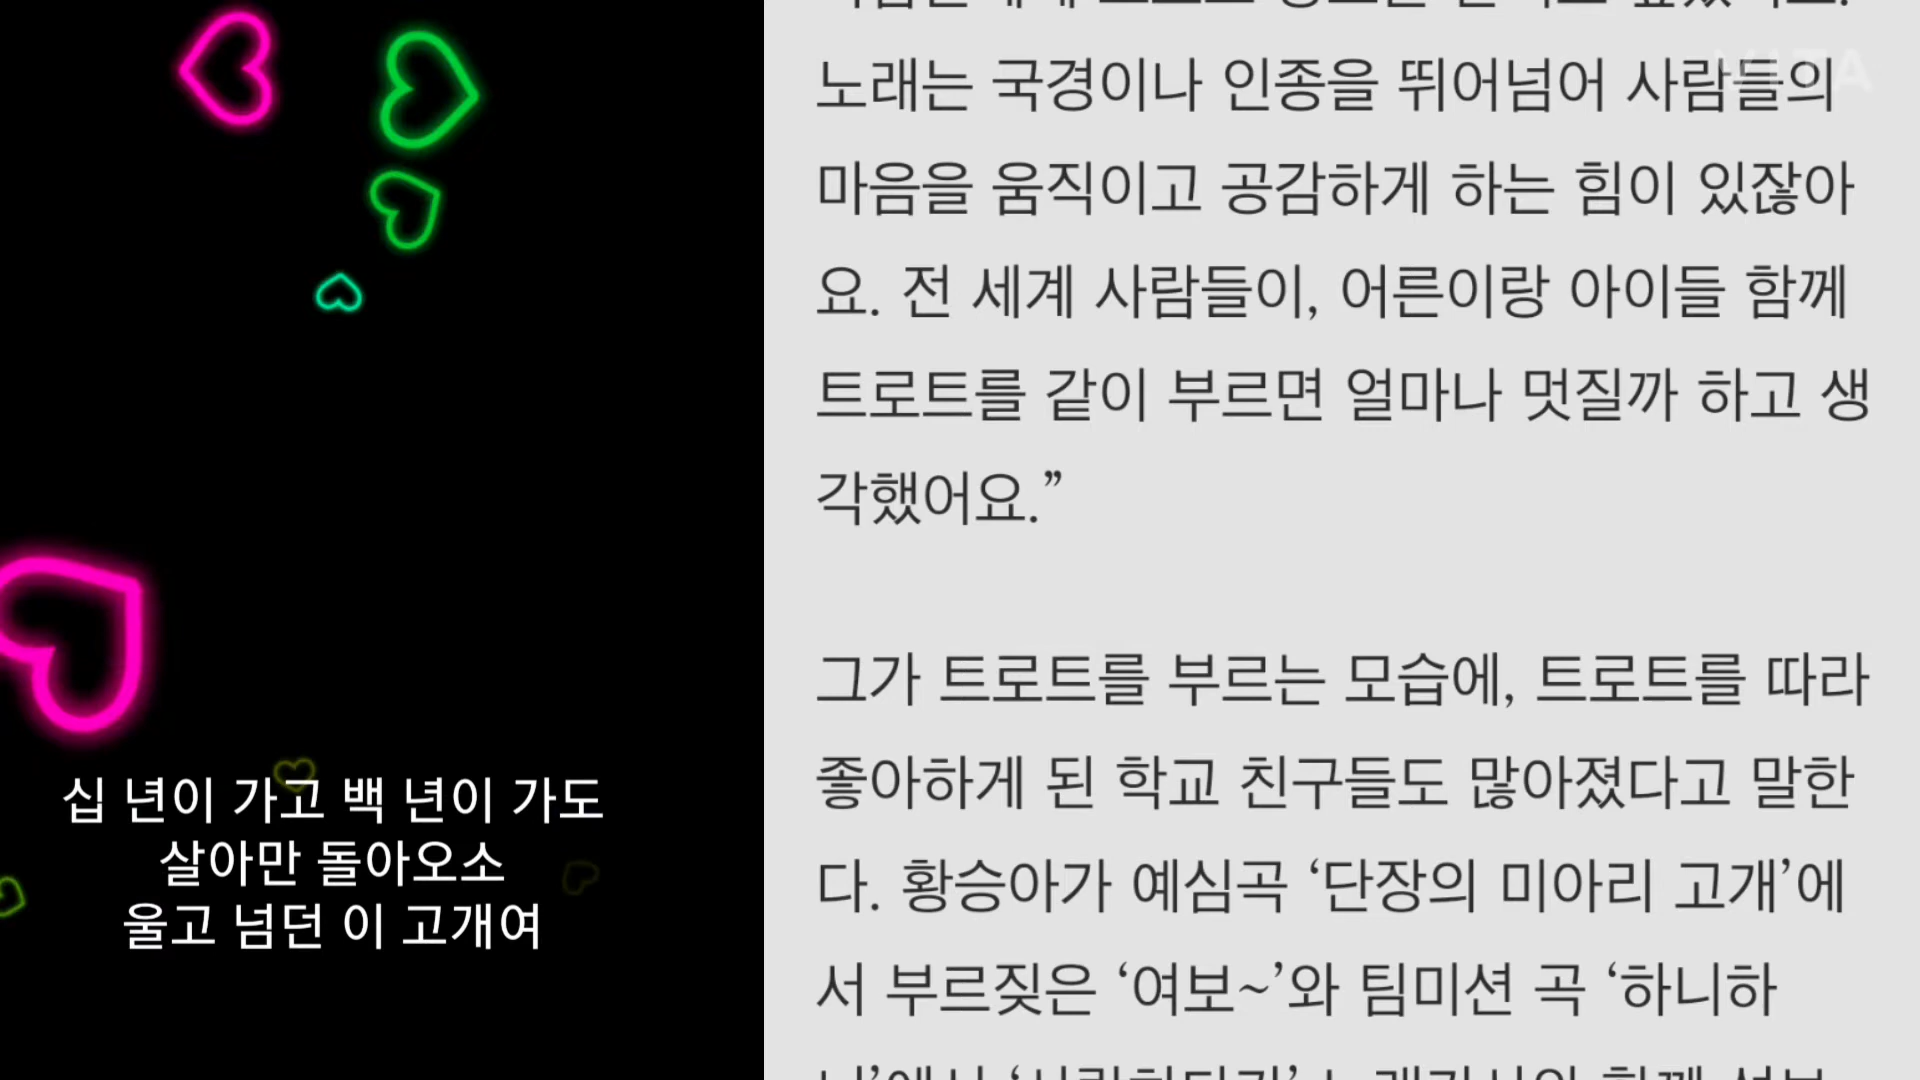 십 년이 가고 백 년이 가도
살아만 돌아오소
울고 넘던 이 고개여
노래는 국경이나 인종을 뛰어넘어 사람들의
마음을 움직이고 공감하게 하는 힘이 있잖아
요. 전 세계 사람들이, 어른이랑 아이들 함께
트로트를 같이 부르면 얼마나 멋질까 하고 생
각했어요.”
그가 트로트를 부르는 모습에, 트로트를 따라
좋아하게 된 학교 친구들도 많아졌다고 말한
다. 황승아가 예심곡 ‘단장의 미아리 고개’에
서 부르짖은 ‘여보~’와 팀미션 곡 ‘하니하